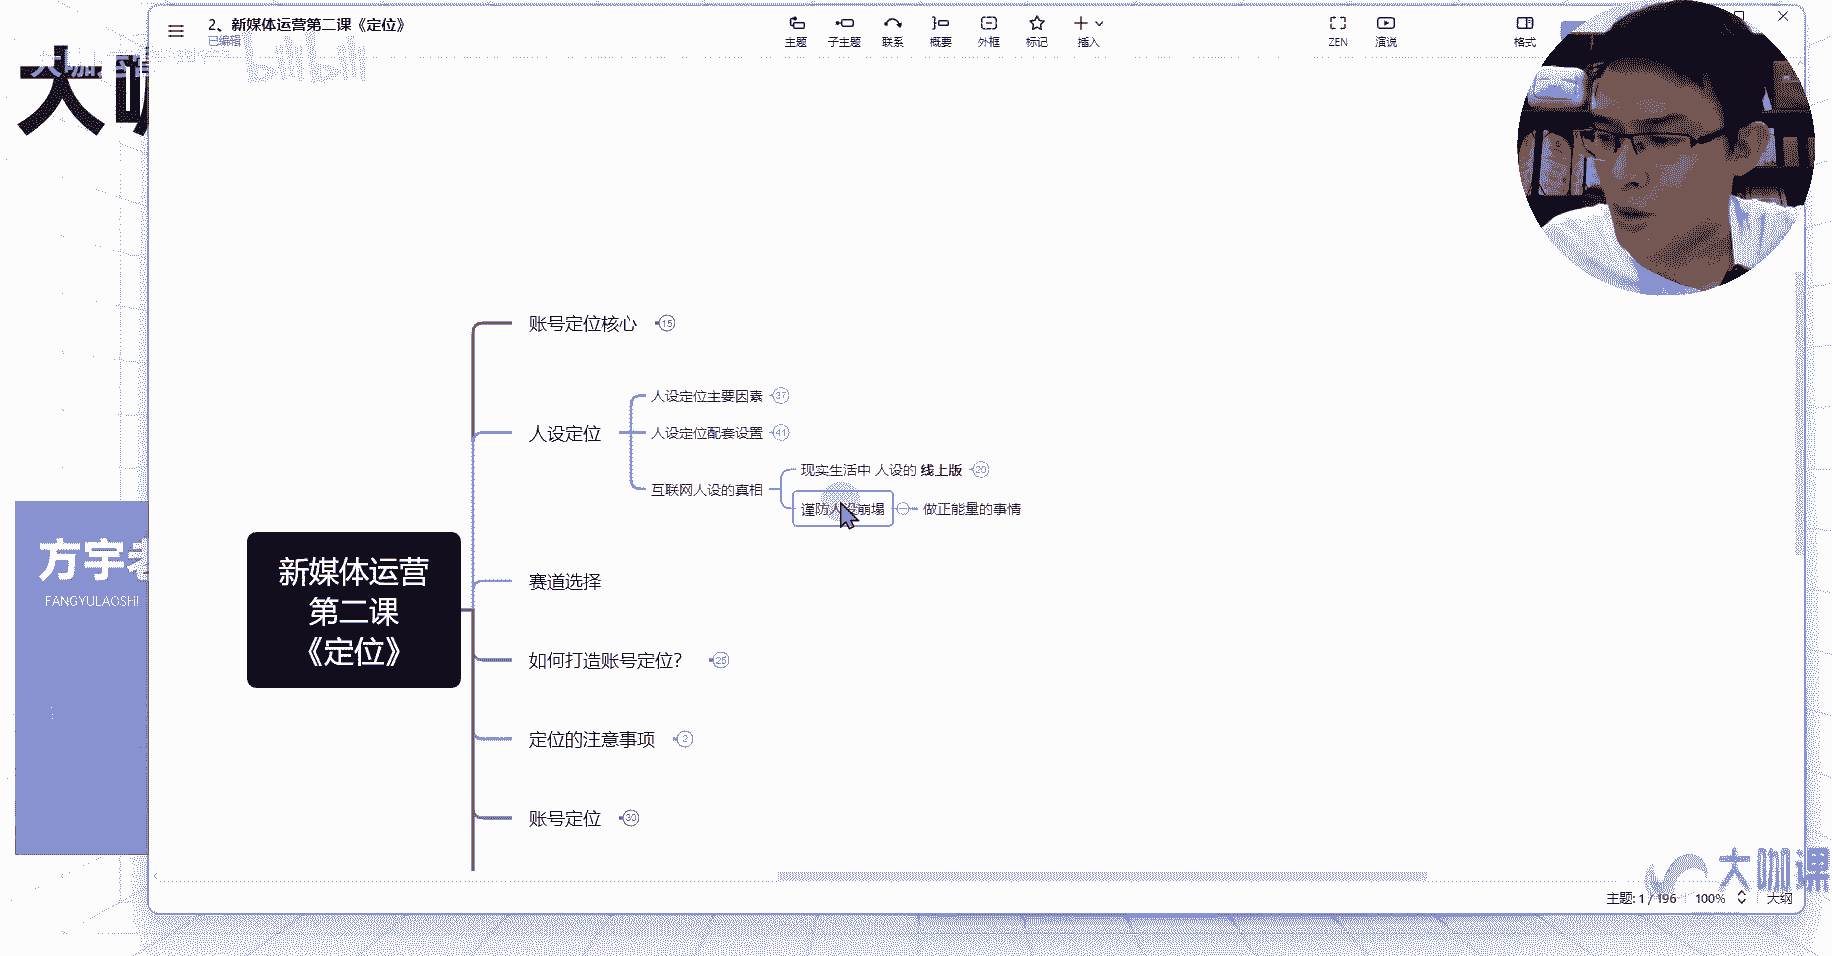 2、新媒体运营第二课《定位》
已编辑
主题
子主题
联系
概要
外框
标记
插入
ZEN
演说
格式
大咖运营
bilibili
大咖
账号定位核心 15
人设定位主要因素 37
人设定位
人设定位配套设置 41
现实生活中 人设的 线上版 20
互联网人设的真相
谨防人设崩塌
做正能量的事情
方宇老
FANGYULAOSHI
新媒体运营
第二课
《定位》
赛道选择
如何打造账号定位? 25
定位的注意事项 2
账号定位 30
大咖课
主题: 1 / 196
100%
大纲